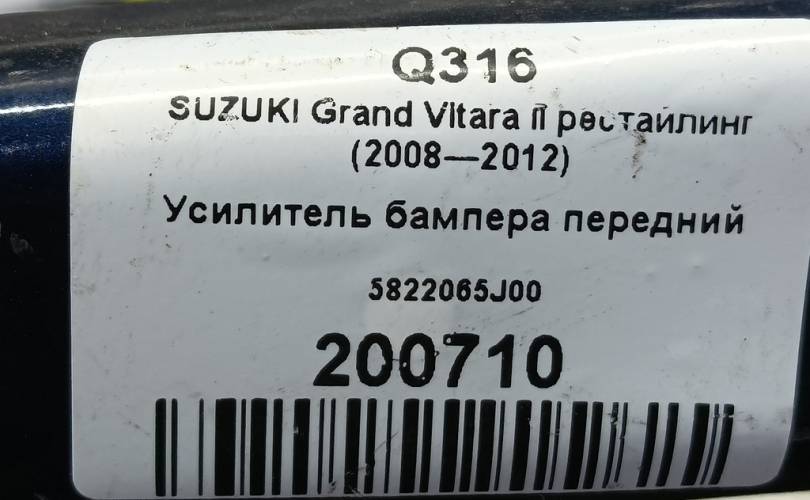 Q316
SUZUKI Grand Vitara II рестайлинг
(2008—2012)
Усилитель бампера передний
5822065J00
200710